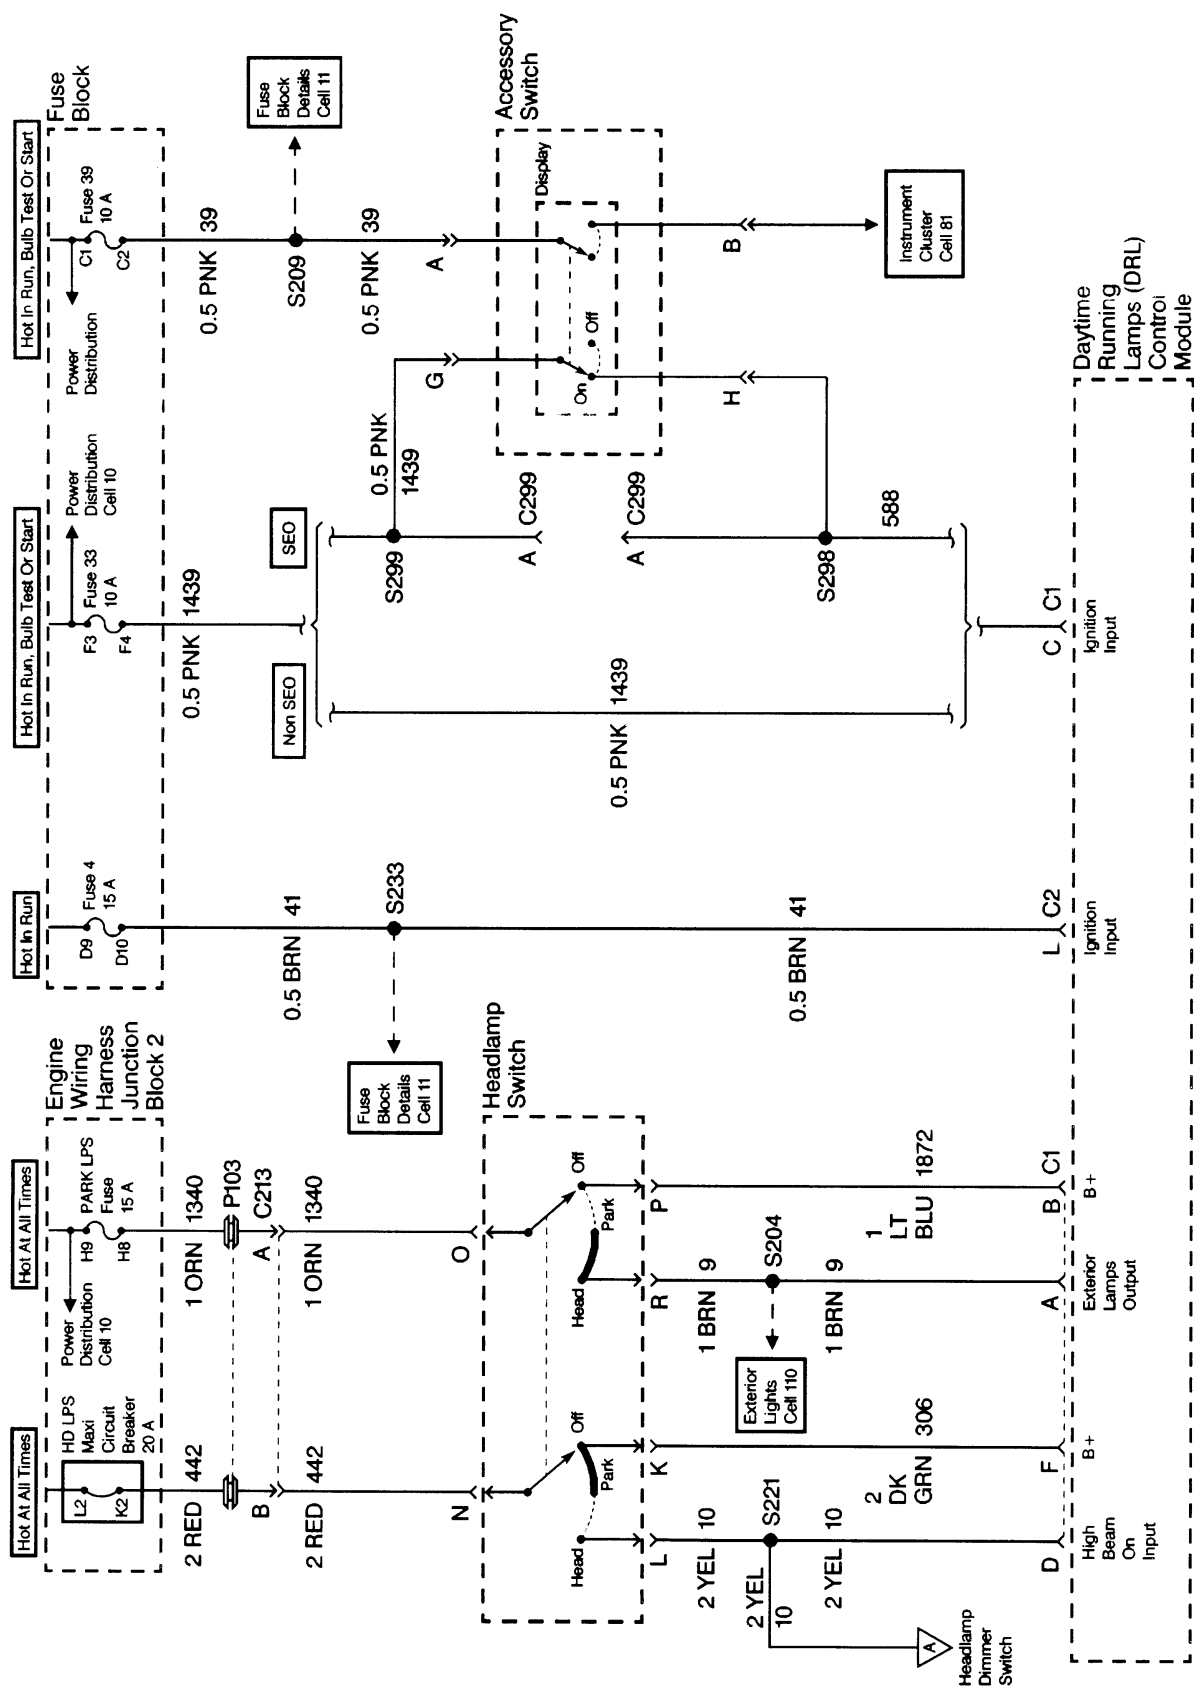 Hot At All Times
Hot At All Times
Hot In Run
Hot In Run, Bulb Test Or Start
Hot In Run, Bulb Test Or Start
HD LPS
Maxi
Circuit
Breaker
20 A
L2
K2
Power
Distribution
Cell 10
H9
H8
PARK LPS
Fuse
15 A
Engine
Wiring
Harness
Junction
Block 2
D9
D10
Fuse 4
15 A
F3
F4
Fuse 33
10 A
Power
Distribution
Cell 10
Power
Distribution
C1
C2
Fuse 39
10 A
Fuse
Block
2 RED 442
1 ORN 1340
P103
0.5 PNK 1439
0.5 PNK 39
B
A
C213
Non SEO
SEO
S209
Fuse
Block
Details
Cell 11
2 RED 442
1 ORN 1340
0.5 BRN 41
0.5 PNK 39
Fuse
Block
Details
Cell 11
S233
S299
0.5 PNK
1439
G
A
N
O
Headlamp
Switch
A C299
Accessory
Switch
Display
Head
Park
Off
Head
Park
Off
On
Off
0.5 PNK 1439
A C299
L
K
R
P
H
B
2 YEL 10
1 BRN 9
2 YEL
10
S221
Exterior
Lights
Cell 110
S204
0.5 BRN 41
S298
2 YEL 10
1 BRN 9
2
DK
GRN 306
1
LT
BLU 1872
588
Instrument
Cluster
Cell 81
A
Headlamp
Dimmer
Switch
D
F
A
B C1
L C2
C C1
High
Beam
On
Input
B+
Exterior
Lamps
Output
B+
Ignition
Input
Ignition
Input
Daytime
Running
Lamps (DRL)
Control
Module